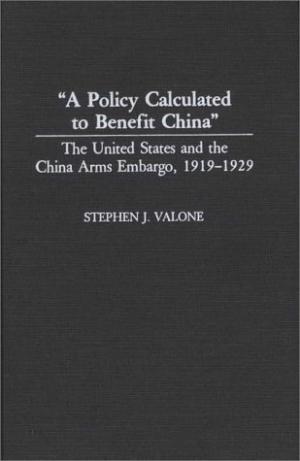 “A Policy Calculated
to Benefit China”
The United States and the
China Arms Embargo, 1919–1929
STEPHEN J. VALONE